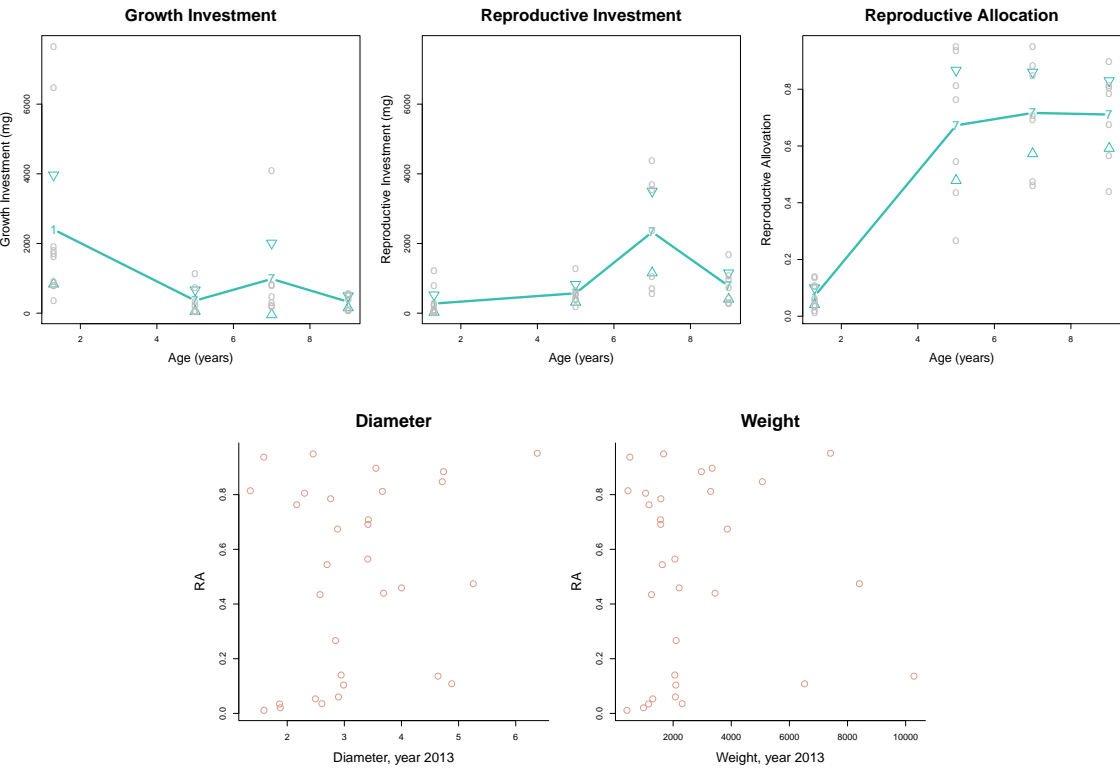 Growth Investment
Reproductive Investment
Reproductive Allocation
Growth Investment (mg)
0 2000 4000 6000
1 7
2 4 6 8
Age (years)
Reproductive Investment (mg)
0 2000 4000 6000
7
2 4 6 8
Age (years)
Reproductive Allovation
0.0 0.2 0.4 0.6 0.8
7 7 7
2 4 6 8
Age (years)
Diameter
Weight
RA
0.0 0.2 0.4 0.6 0.8
2 3 4 5 6
Diameter, year 2013
RA
0.0 0.2 0.4 0.6 0.8
2000 4000 6000 8000 10000
Weight, year 2013